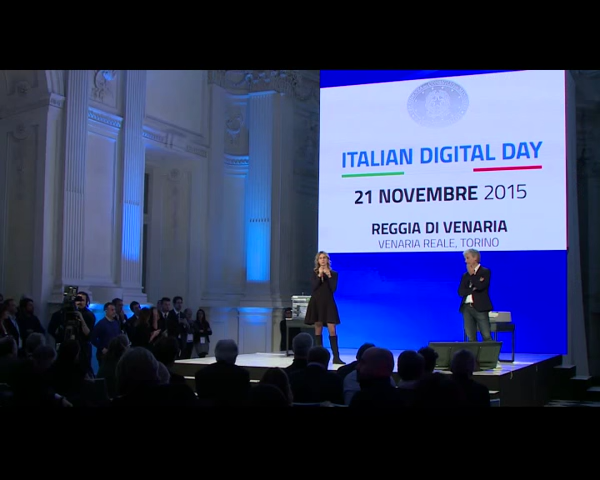 ITALIAN DIGITAL DAY
21 NOVEMBRE 2015
REGGIA DI VENARIA
VENARIA REALE, TORINO